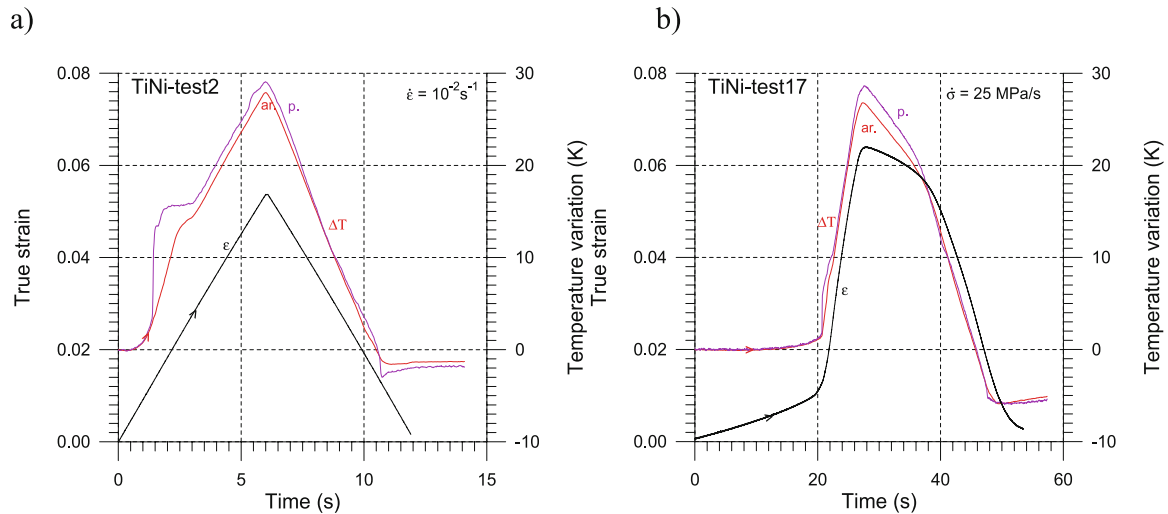 a)
TiNi-test2
ε̇ = 10⁻²s⁻¹
ar.
p.
ΔT
ε
0.08
0.06
0.04
0.02
0.00
True strain
30
20
10
0
-10
Temperature variation (K)
0
5
10
15
Time (s)
b)
TiNi-test17
σ̇ = 25 MPa/s
p.
ar.
ΔT
ε
0.08
0.06
0.04
0.02
0.00
True strain
30
20
10
0
-10
Temperature variation (K)
0
20
40
60
Time (s)